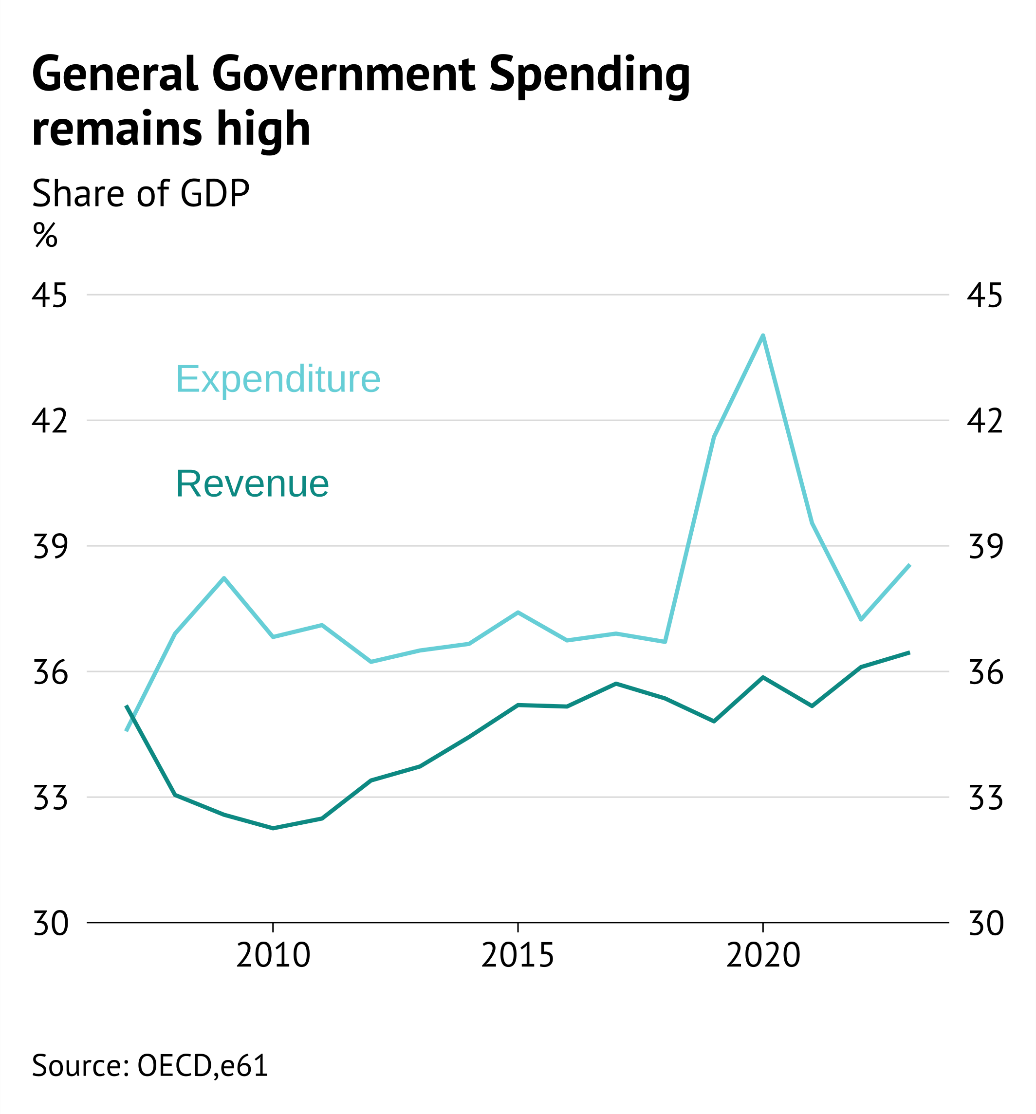 General Government Spending
remains high
Share of GDP
%
45 45
Expenditure
42 42
Revenue
39 39
36 36
33 33
30 30
2010 2015 2020
Source: OECD,e61